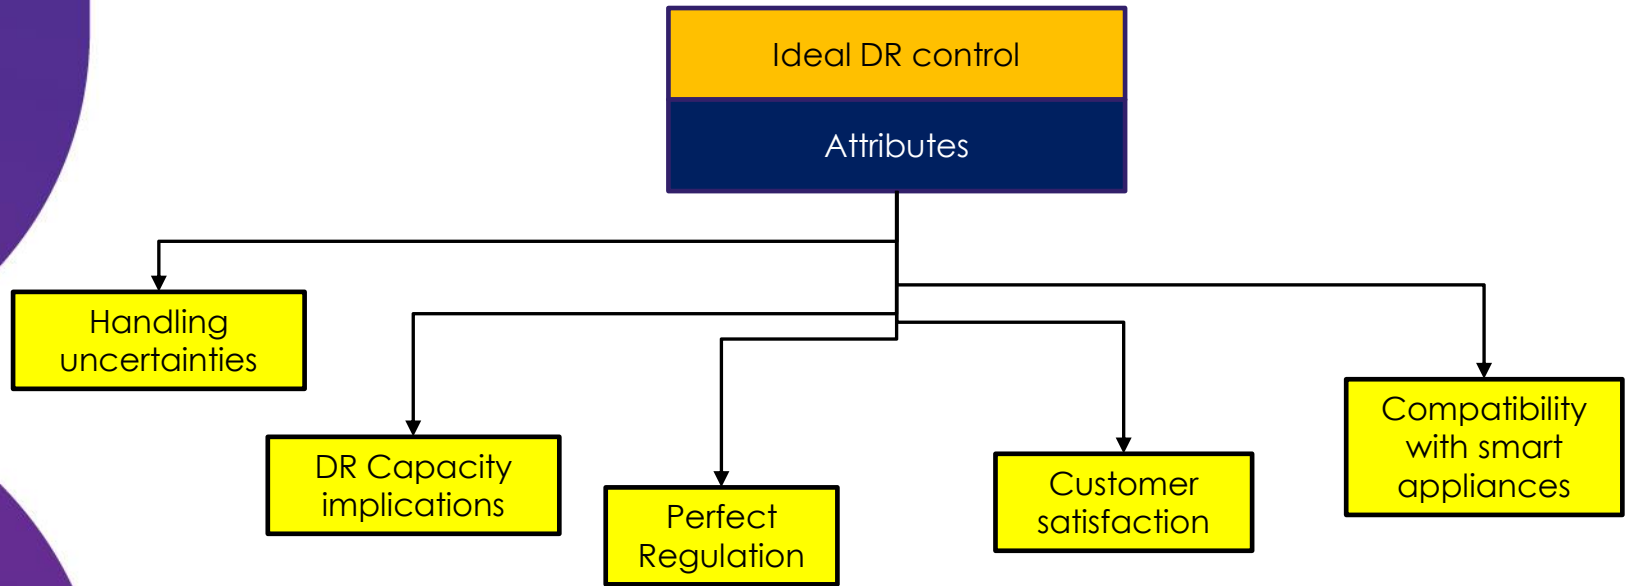 Ideal DR control
Attributes
Handling
uncertainties
DR Capacity
implications
Perfect
Regulation
Customer
satisfaction
Compatibility
with smart
appliances